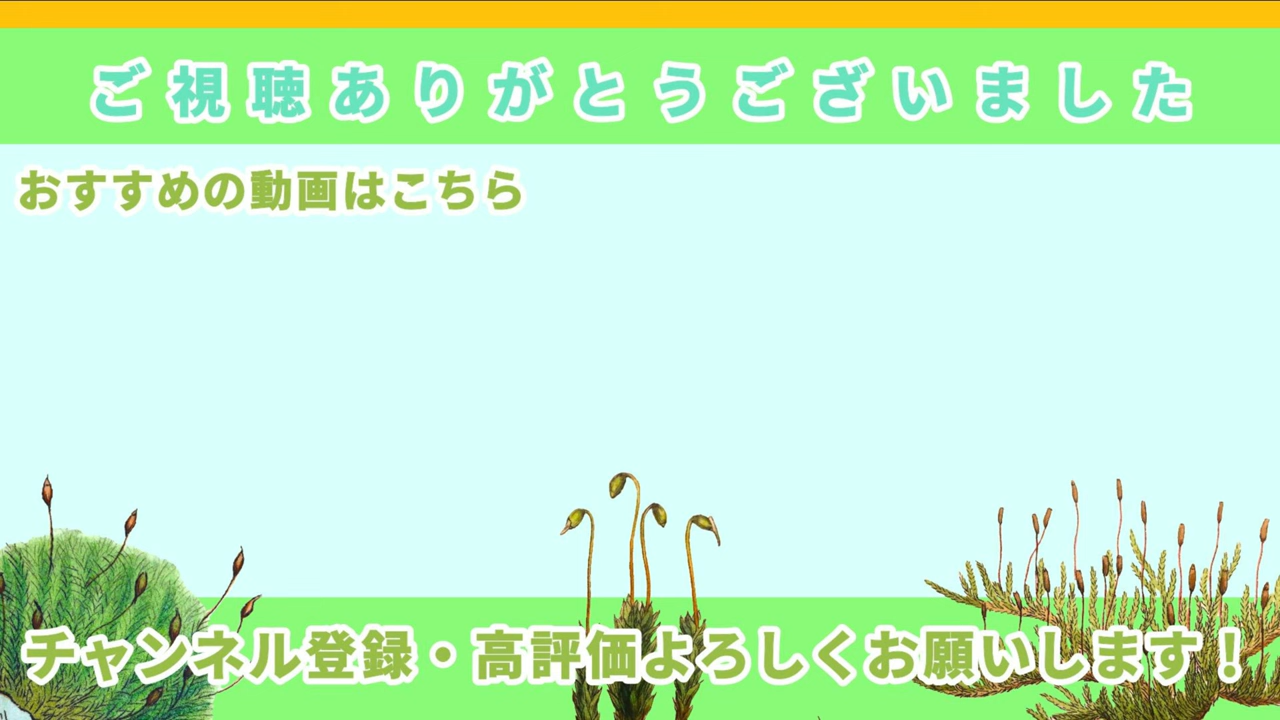 ご視聴ありがとうございました
おすすめの動画はこちら
チャンネル登録・高評価よろしくお願いします！